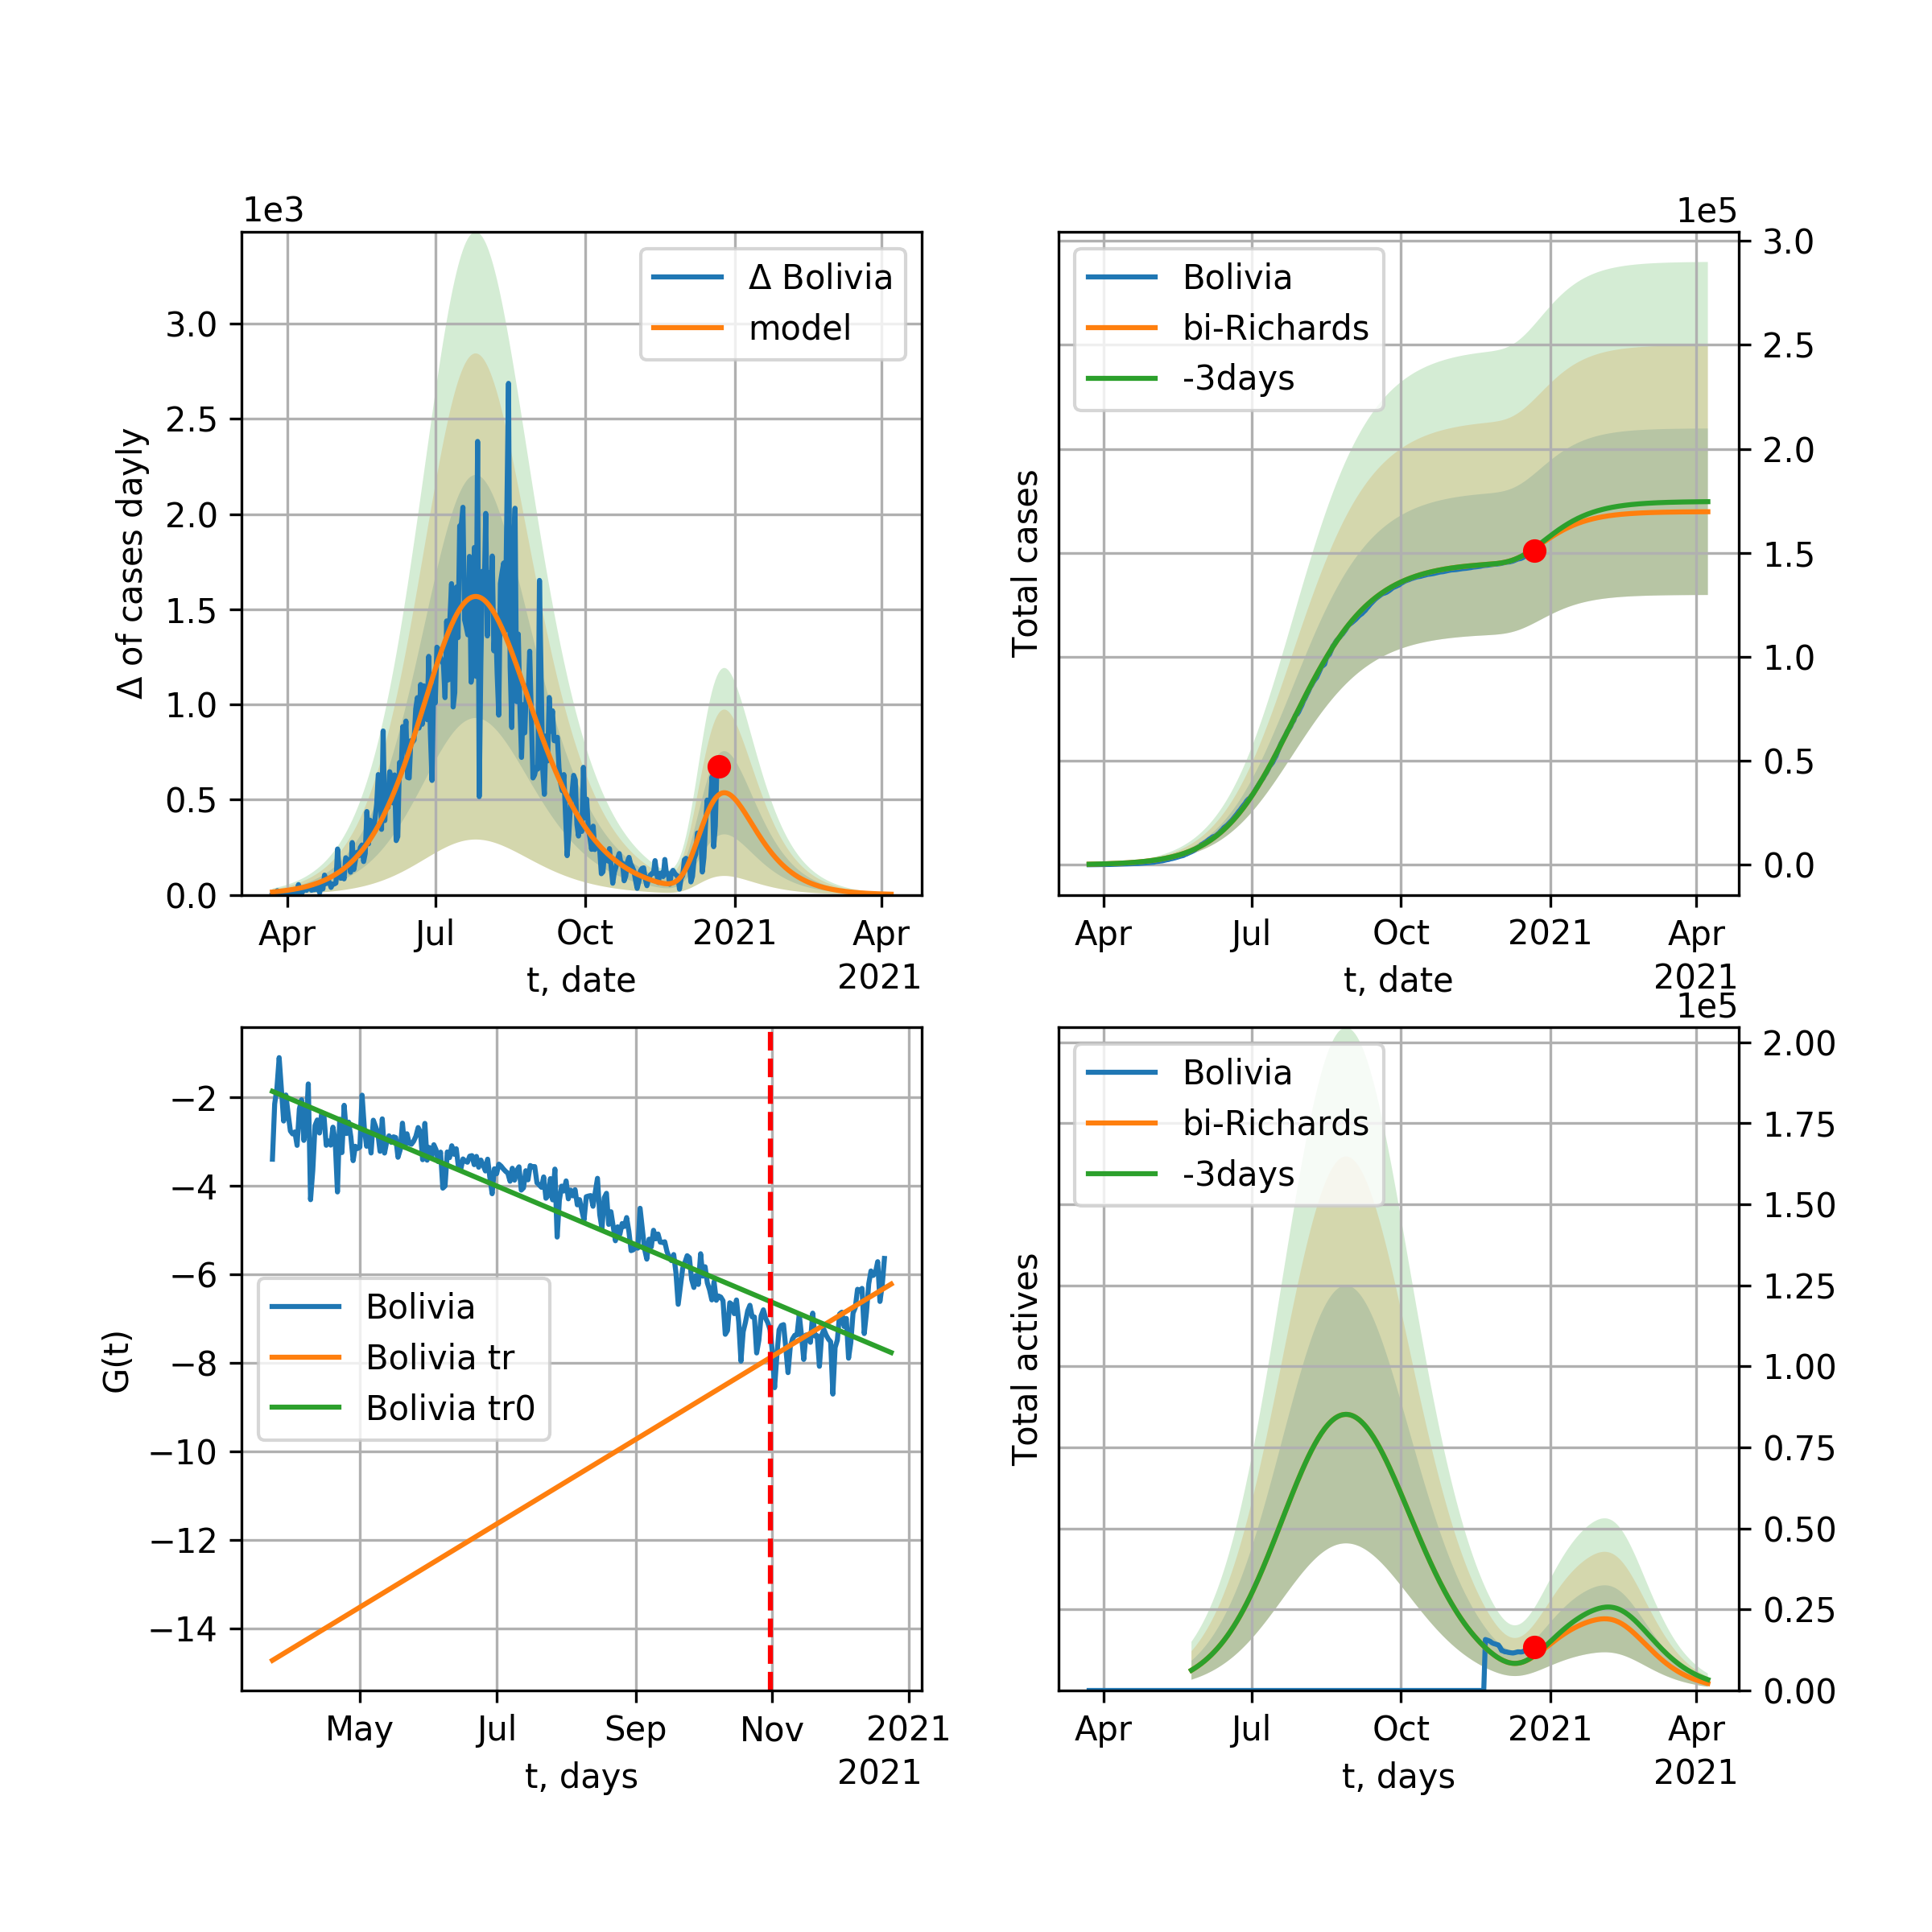 1e3
Δ of cases dayly
3.0
2.5
2.0
1.5
1.0
0.5
0.0
Δ Bolivia
model
Apr Jul Oct 2021 Apr
2021
t, date
1e5
Total cases
Bolivia
bi-Richards
-3days
3.0
2.5
2.0
1.5
1.0
0.5
0.0
Apr Jul Oct 2021 Apr
2021
t, date
G(t)
−2
−4
−6
−8
−10
−12
−14
Bolivia
Bolivia tr
Bolivia tr0
May Jul Sep Nov 2021
2021
t, days
1e5
Total actives
Bolivia
bi-Richards
-3days
2.00
1.75
1.50
1.25
1.00
0.75
0.50
0.25
0.00
Apr Jul Oct 2021 Apr
2021
t, days